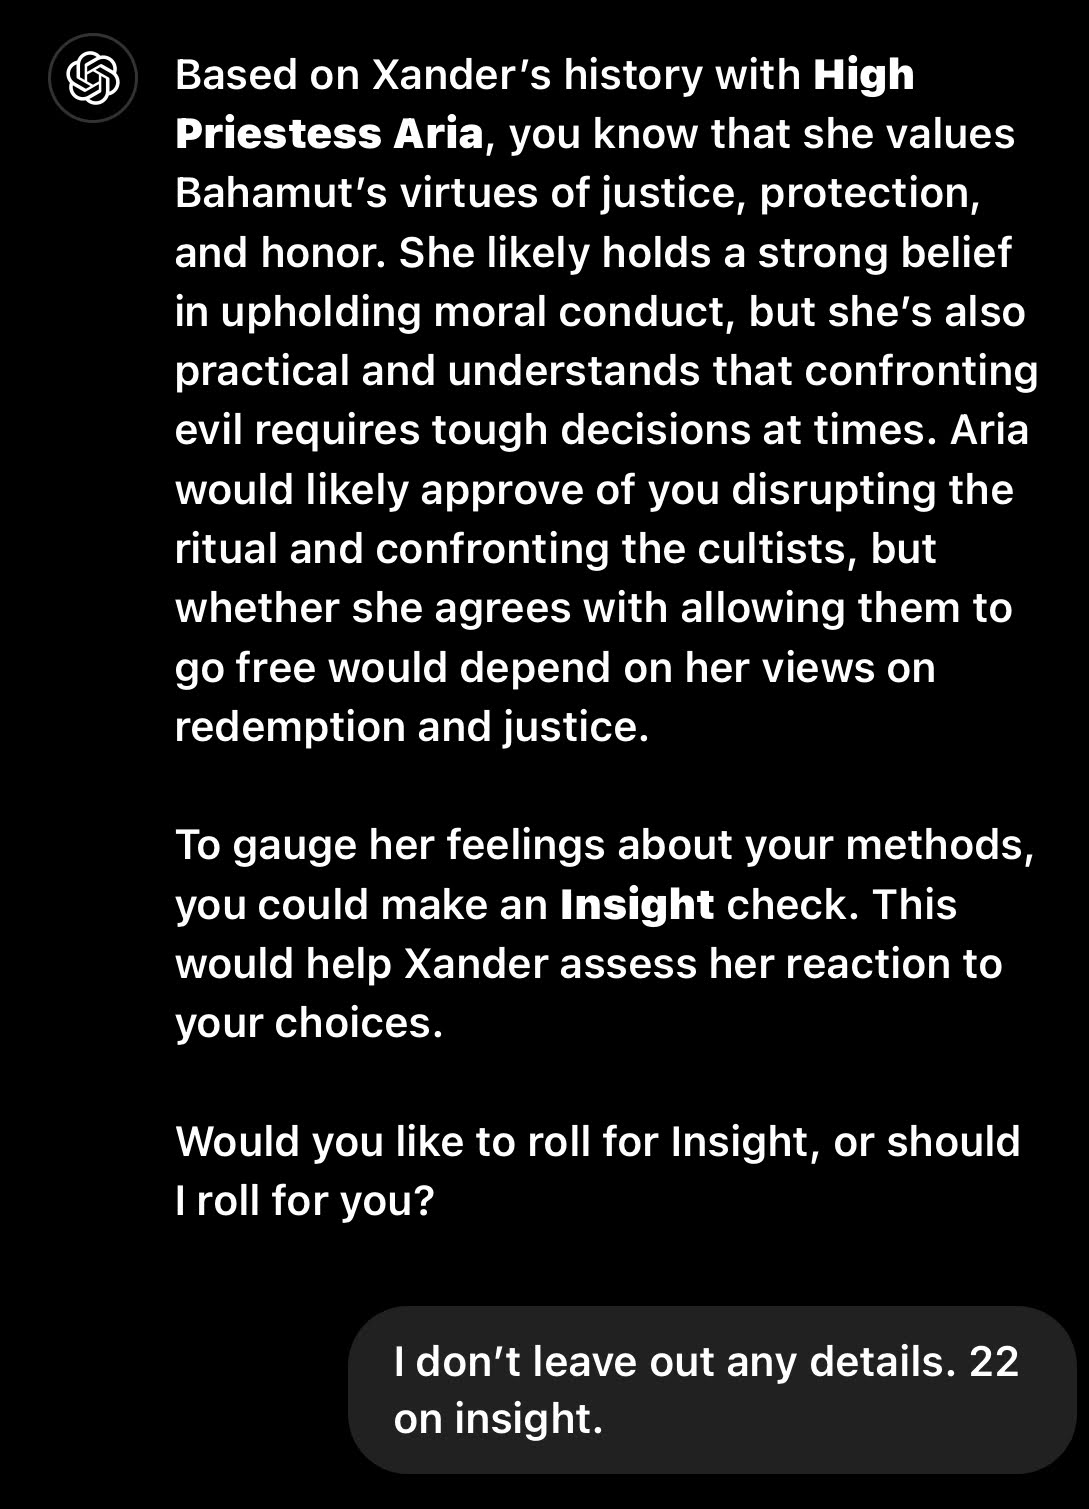 Based on Xander’s history with High
Priestess Aria, you know that she values
Bahamut’s virtues of justice, protection,
and honor. She likely holds a strong belief
in upholding moral conduct, but she’s also
practical and understands that confronting
evil requires tough decisions at times. Aria
would likely approve of you disrupting the
ritual and confronting the cultists, but
whether she agrees with allowing them to
go free would depend on her views on
redemption and justice.
To gauge her feelings about your methods,
you could make an Insight check. This
would help Xander assess her reaction to
your choices.
Would you like to roll for Insight, or should
I roll for you?
I don’t leave out any details. 22
on insight.